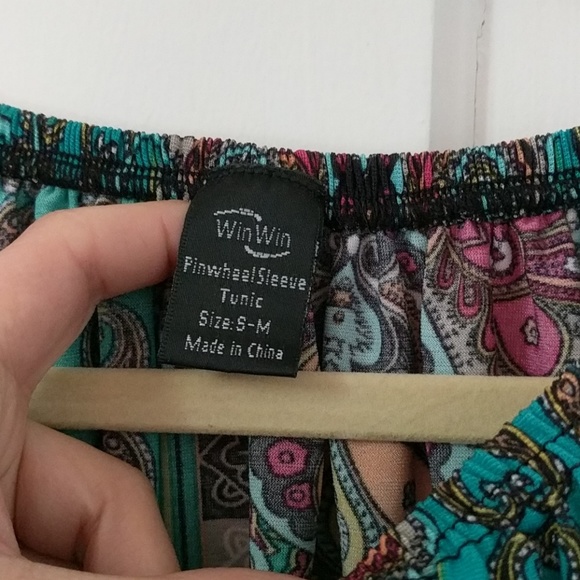 WinWin
PinwheelSleeve
Tunic
Size:S-M
Made in China